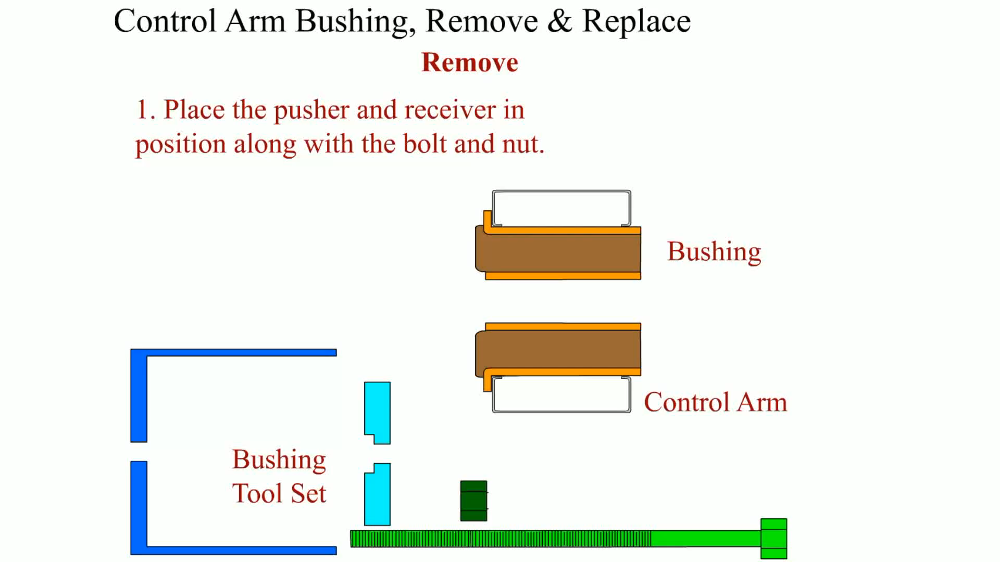 Control Arm Bushing, Remove & Replace
Remove
1. Place the pusher and receiver in
position along with the bolt and nut.
Bushing
Control Arm
Bushing
Tool Set